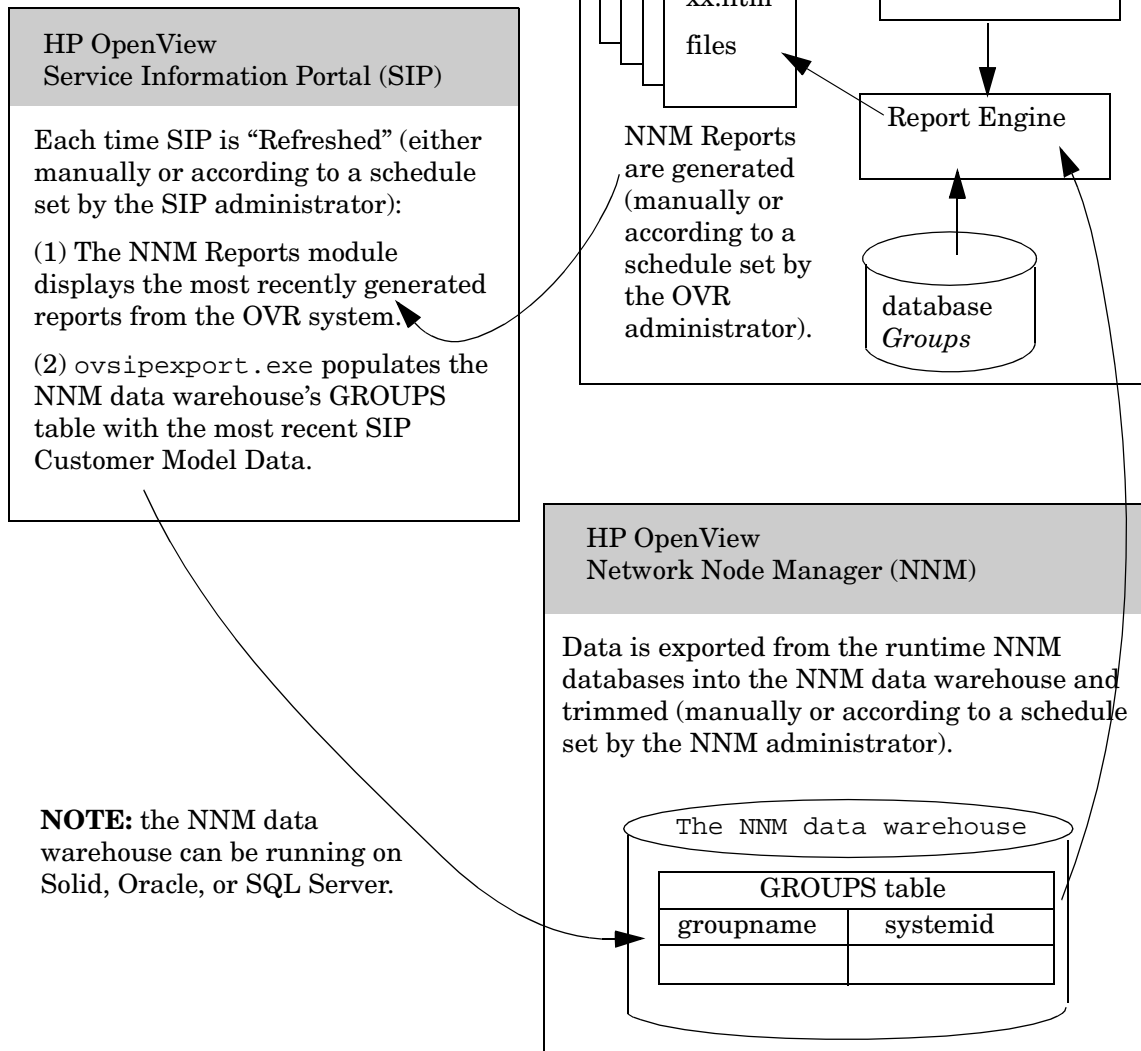 HP OpenView
Service Information Portal (SIP)
Each time SIP is “Refreshed” (either
manually or according to a schedule
set by the SIP administrator):
(1) The NNM Reports module
displays the most recently generated
reports from the OVR system.
(2) ovsipexport.exe populates the
NNM data warehouse's GROUPS
table with the most recent SIP
Customer Model Data.
xx.htm
files
NNM Reports
are generated
(manually or
according to a
schedule set by
the OVR
administrator).
Report Engine
database
Groups
HP OpenView
Network Node Manager (NNM)
Data is exported from the runtime NNM
databases into the NNM data warehouse and
trimmed (manually or according to a schedule
set by the NNM administrator).
NOTE: the NNM data
warehouse can be running on
Solid, Oracle, or SQL Server.
The NNM data warehouse
GROUPS table
groupname systemid